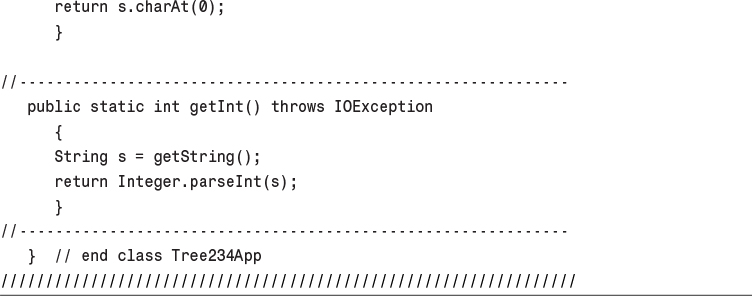 return s.charAt(0);
}
//-------------------------------------------------------------
public static int getInt() throws IOException
{
String s = getString();
return Integer.parseInt(s);
}
//-------------------------------------------------------------
}  // end class Tree234App
////////////////////////////////////////////////////////////////